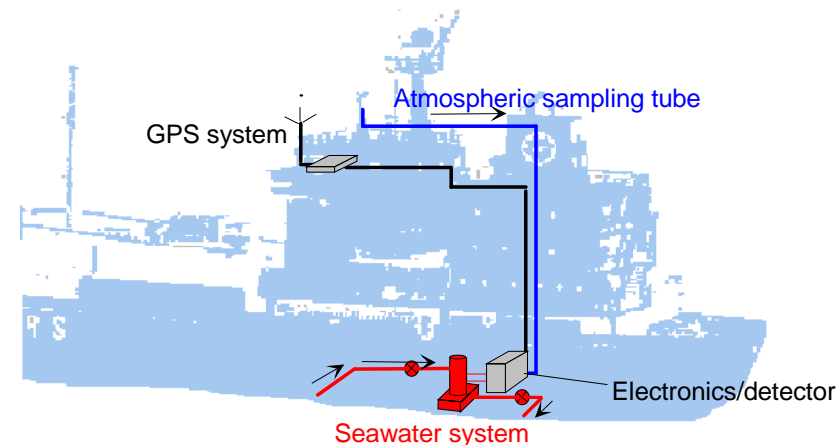 Atmospheric sampling tube
GPS system
Electronics/detector
Seawater system